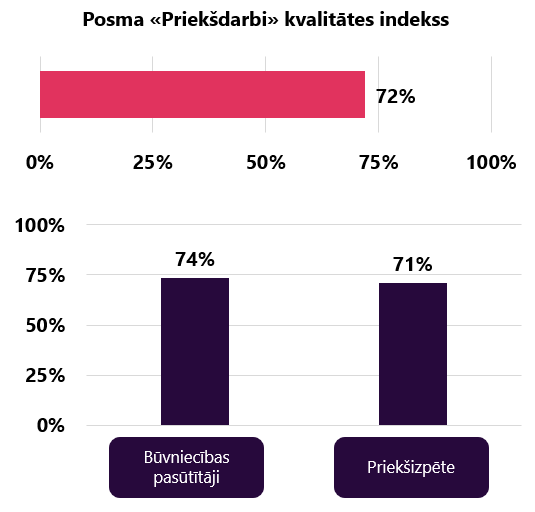 Posma «Priekšdarbi» kvalitātes indekss
72%
0% 25% 50% 75% 100%
100%
75%
50%
25%
0%
74%
71%
Būvniecības
pasūtītāji
Priekšizpēte